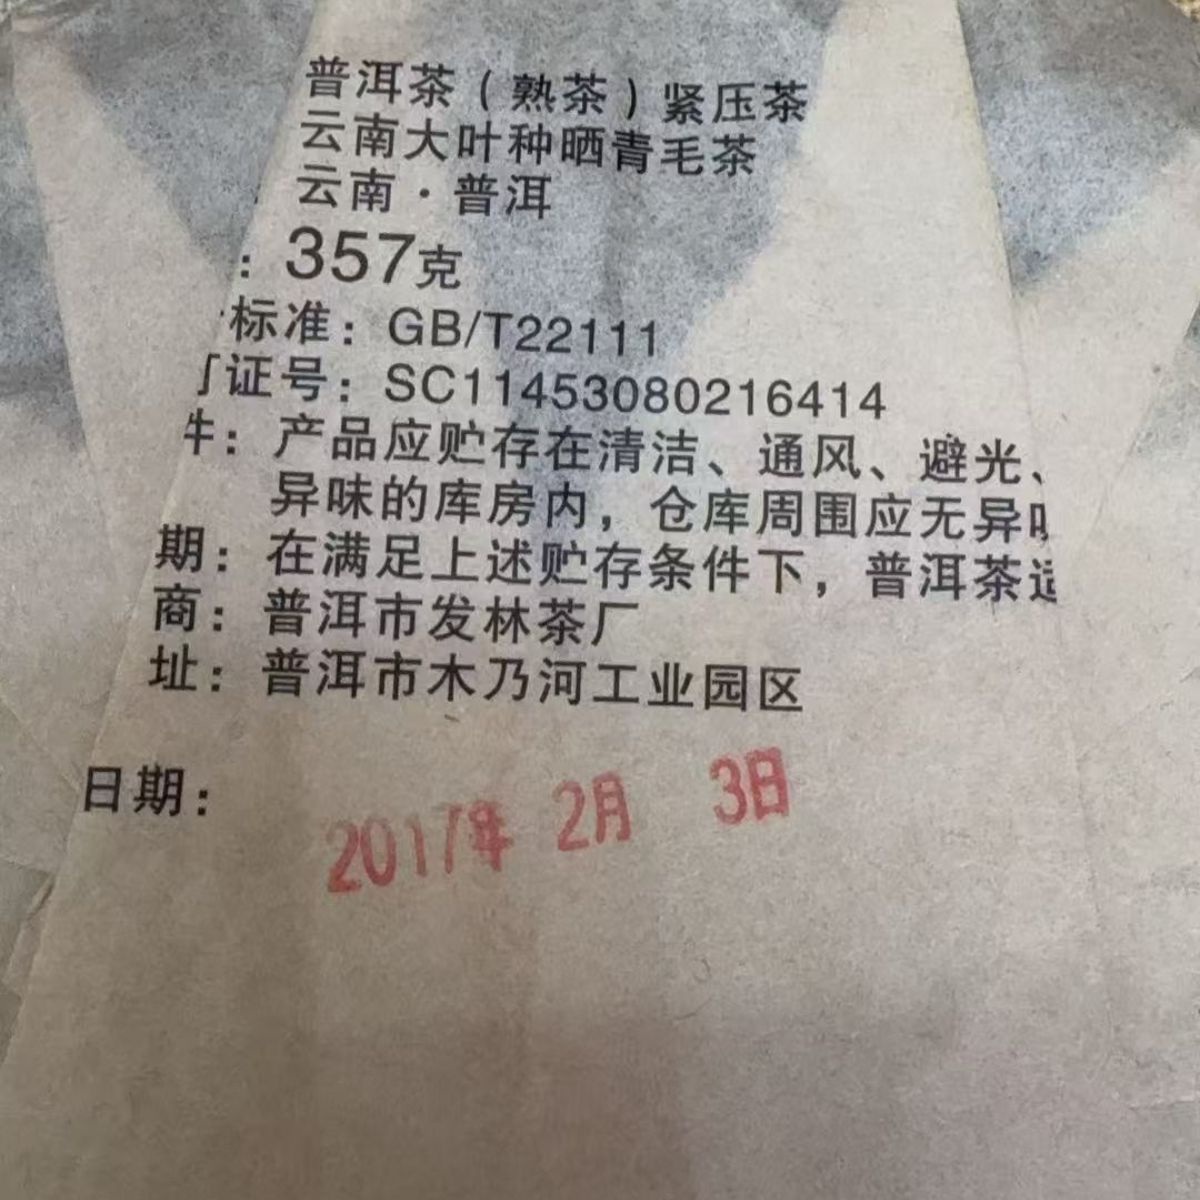 普洱茶(熟茶)紧压茶
云南大叶种晒青毛茶
云南·普洱
: 357克
标准: GB/T22111
证号: SC11453080216414
件: 产品应贮存在清洁、通风、避光、
异味的库房内,仓库周围应无异味
期: 在满足上述贮存条件下,普洱茶适
商: 普洱市发林茶厂
址: 普洱市木乃河工业园区
日期:
2017年 2月 3日